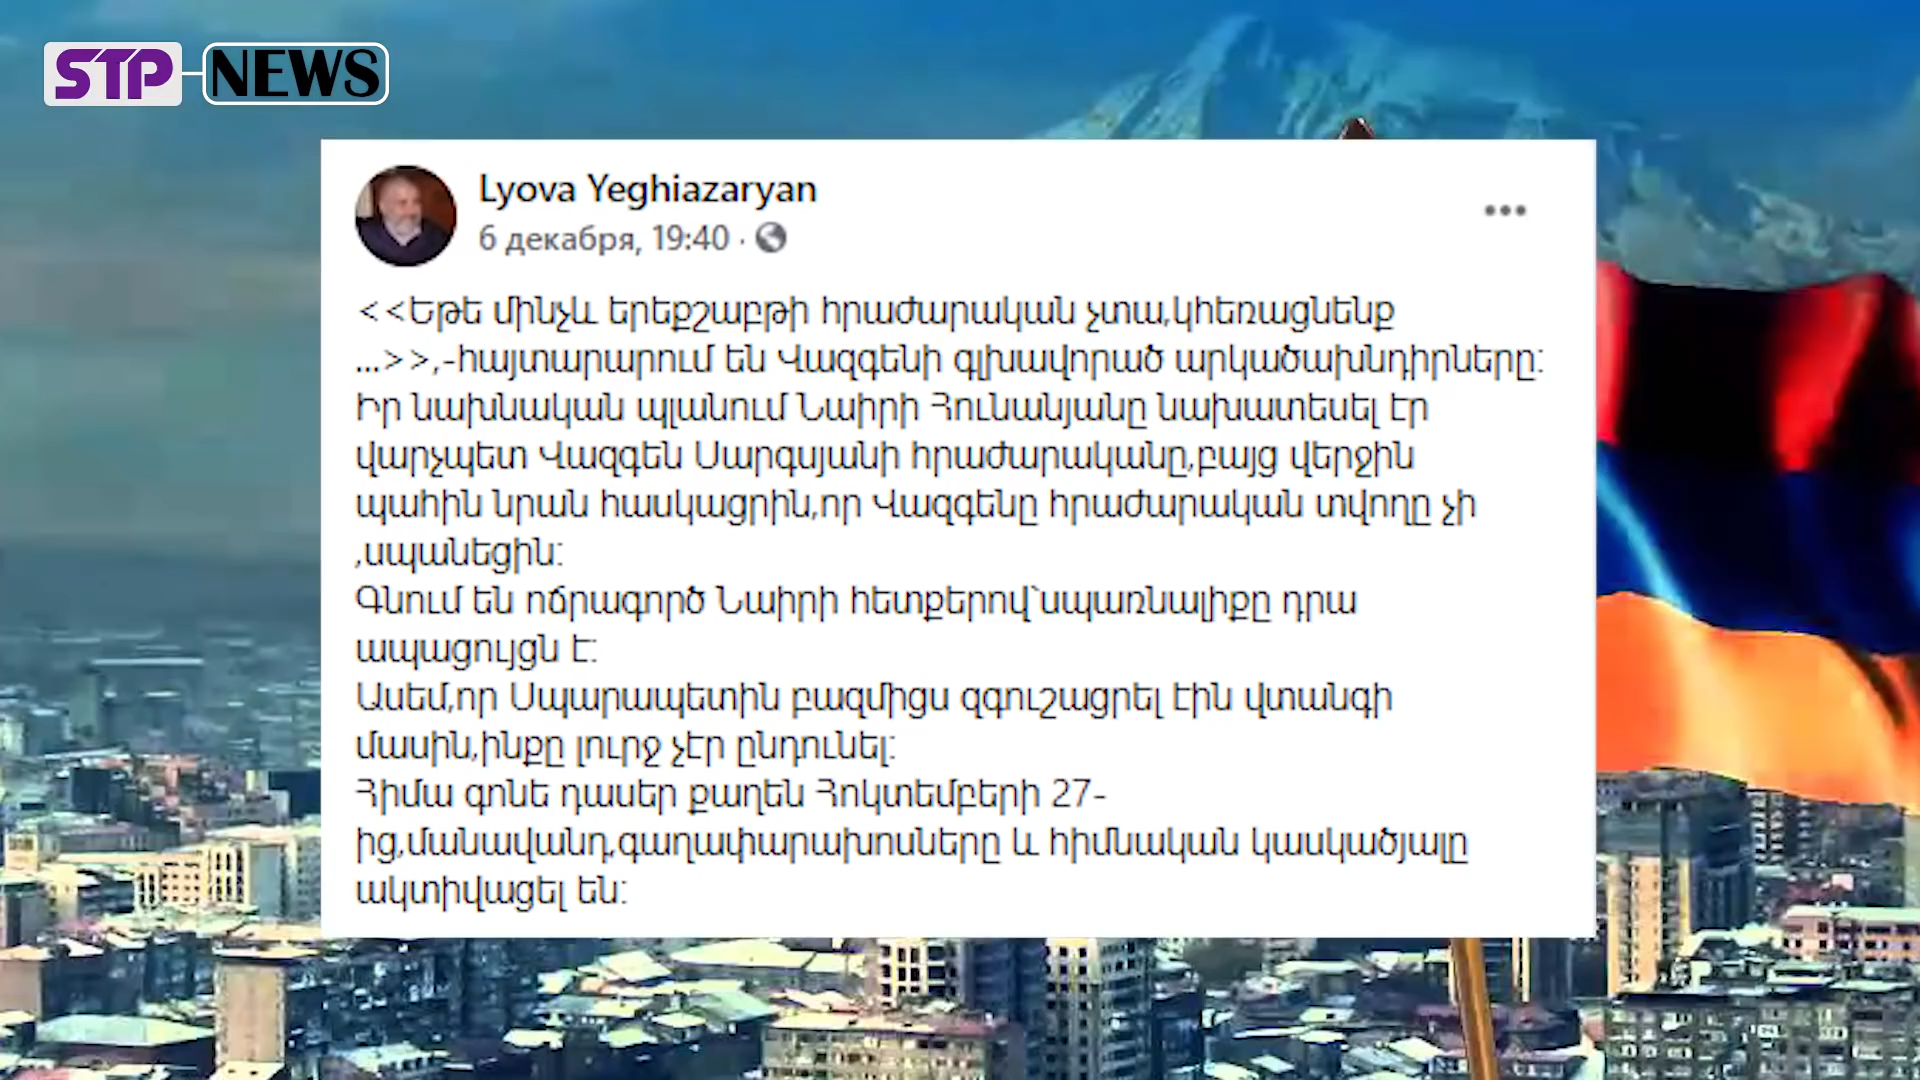 STP NEWS
Lyova Yeghiazaryan
6 декабря, 19:40 ·
<<Եթե մինչև երեքշաբթի հրաժարական չտա,կհեռացնենք
...>>,-հայտարարում են Վազգենի գլխավորած արկածախնդիրները:
Իր նախնական պլանում Նաիրի Հունանյանը նախատեսել էր
վարչպետ Վազգեն Սարգսյանի հրաժարականը,բայց վերջին
պահին նրան հասկացրին,որ Վազգենը հրաժարական տվողը չի
,սպանեցին:
Գնում են ոճրագործ Նաիրի հետքերով՝սպառնալիքը դրա
ապացույցն է:
Ասեմ,որ Սպարապետին բազմիցս զգուշացրել էին վտանգի
մասին,ինքը լուրջ չէր ընդունել:
Հիմա գոնե դասեր քաղեն Հոկտեմբերի 27-
ից,մանավանդ,գաղափարախոսները և հիմնական կասկածյալը
ակտիվացել են: